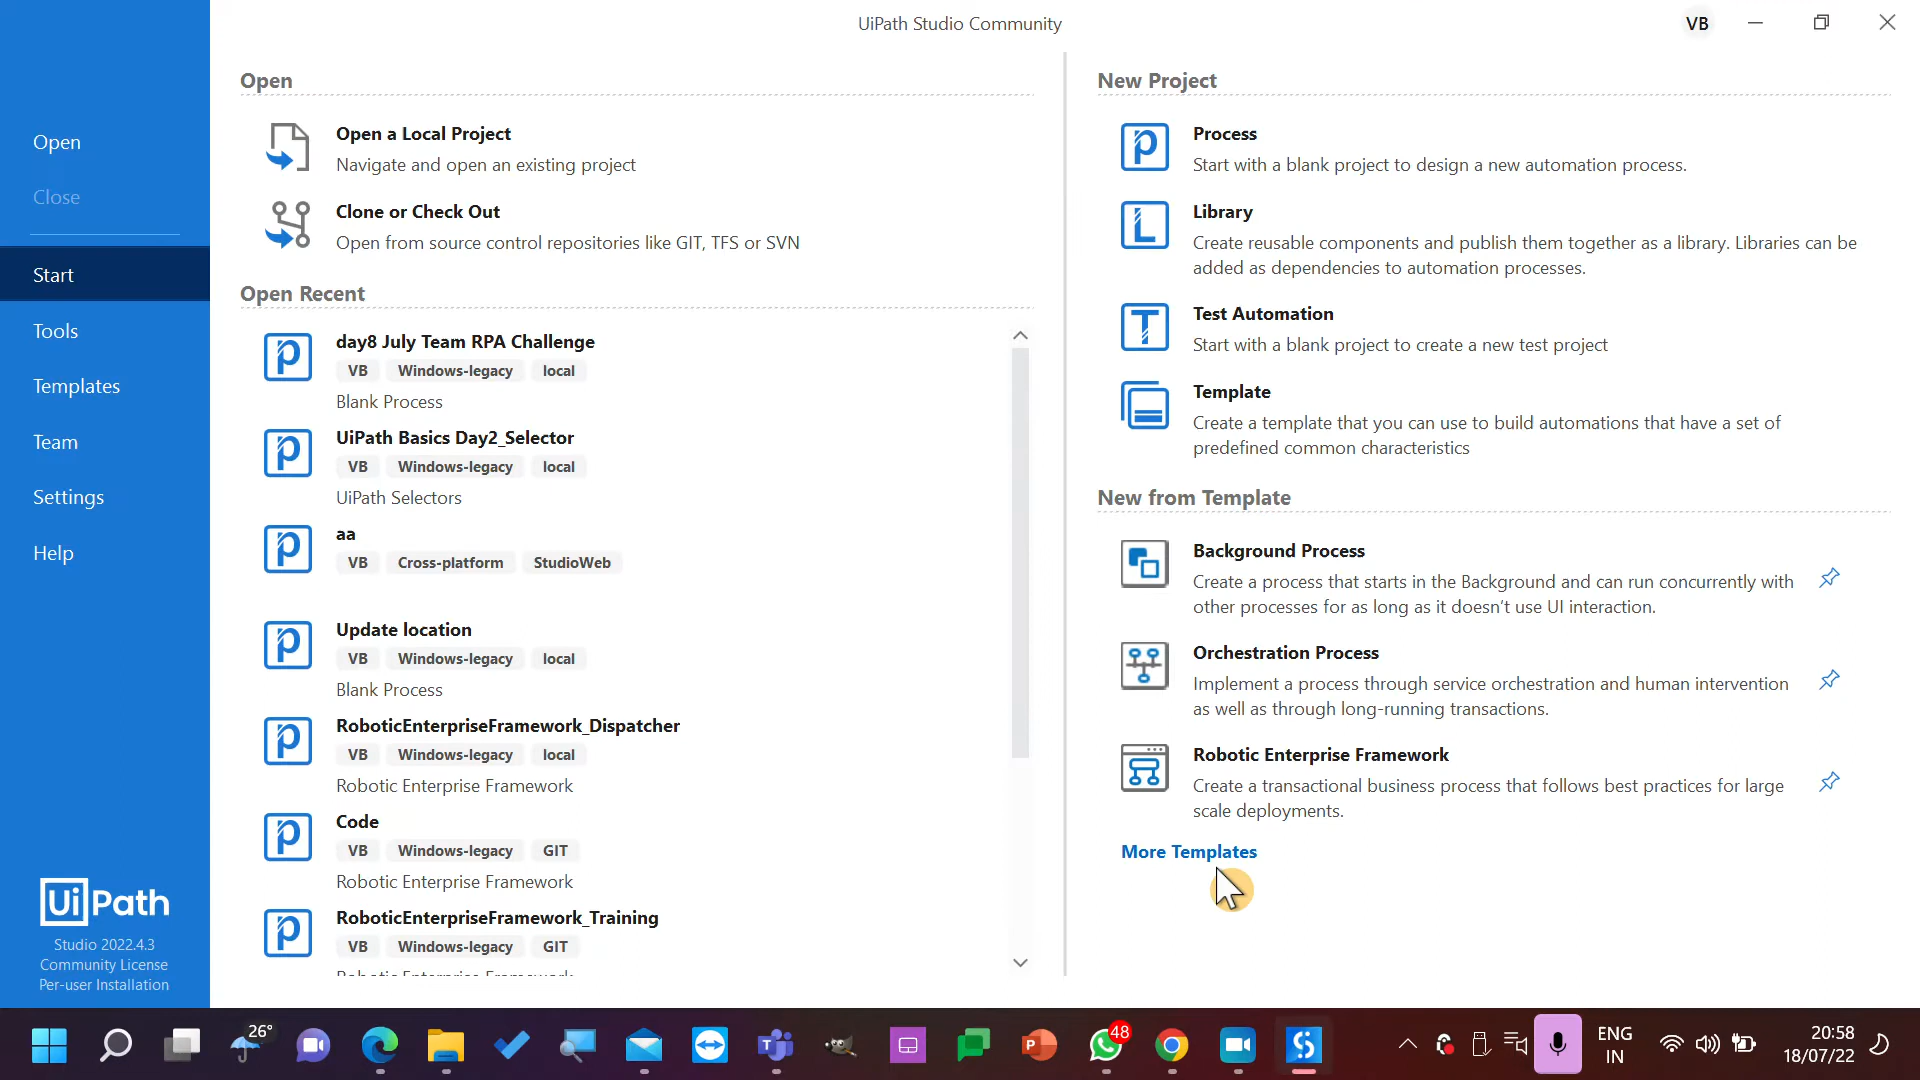 UiPath Studio Community
VB
Open
Close
Start
Tools
Templates
Team
Settings
Help
UiPath
Studio 2022.4.3
Community License
Per-user Installation
Open
Open a Local Project
Navigate and open an existing project
Clone or Check Out
Open from source control repositories like GIT, TFS or SVN
Open Recent
day8 July Team RPA Challenge
VB Windows-legacy local
Blank Process
UiPath Basics Day2_Selector
VB Windows-legacy local
UiPath Selectors
aa
VB Cross-platform StudioWeb
Update location
VB Windows-legacy local
Blank Process
RoboticEnterpriseFramework_Dispatcher
VB Windows-legacy local
Robotic Enterprise Framework
Code
VB Windows-legacy GIT
Robotic Enterprise Framework
RoboticEnterpriseFramework_Training
VB Windows-legacy GIT
Robotic Enterprise Framework
New Project
Process
Start with a blank project to design a new automation process.
Library
Create reusable components and publish them together as a library. Libraries can be
added as dependencies to automation processes.
Test Automation
Start with a blank project to create a new test project
Template
Create a template that you can use to build automations that have a set of
predefined common characteristics
New from Template
Background Process
Create a process that starts in the Background and can run concurrently with
other processes for as long as it doesn't use UI interaction.
Orchestration Process
Implement a process through service orchestration and human intervention
as well as through long-running transactions.
Robotic Enterprise Framework
Create a transactional business process that follows best practices for large
scale deployments.
More Templates
26°
48
ENG
IN
20:58
18/07/22